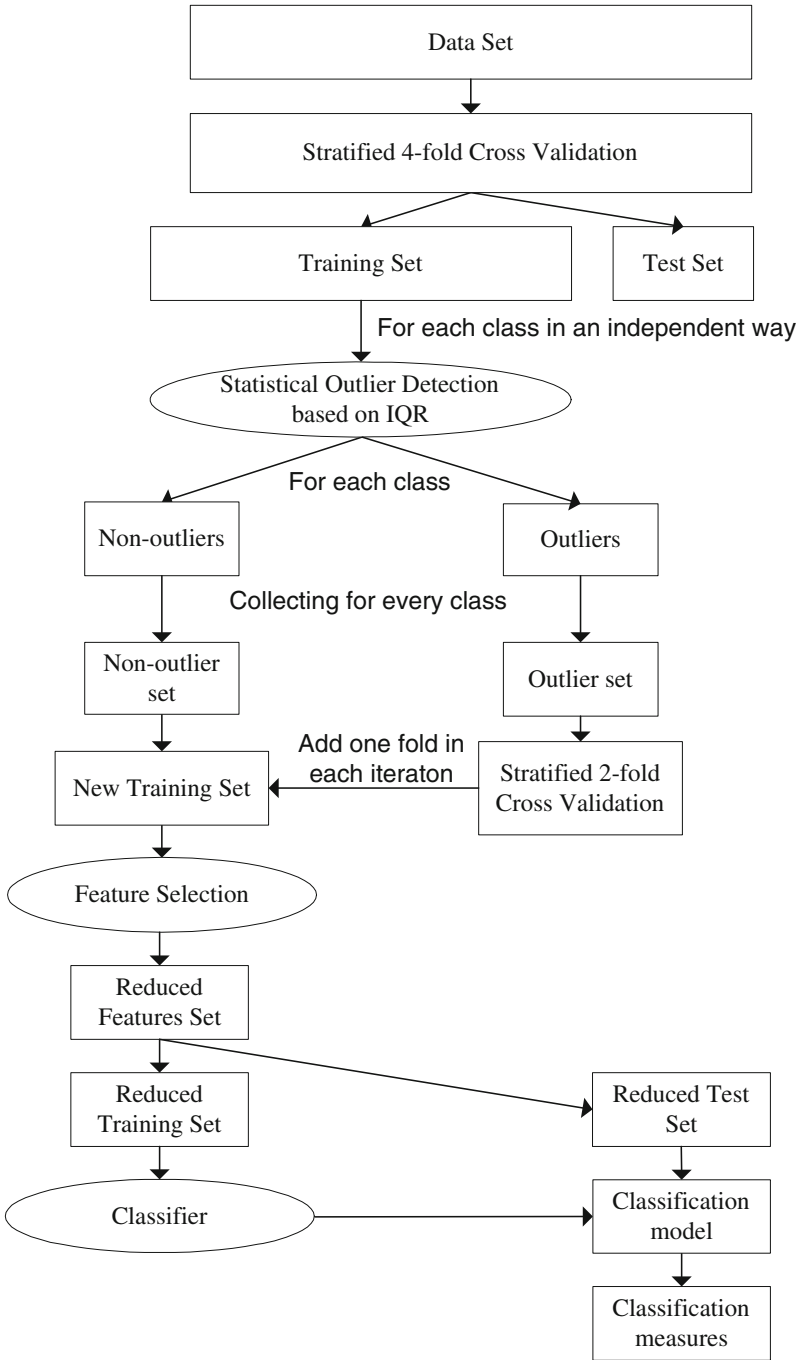 Data Set
Stratified 4-fold Cross Validation
Training Set
Test Set
For each class in an independent way
Statistical Outlier Detection
based on IQR
For each class
Non-outliers
Outliers
Collecting for every class
Non-outlier
set
Outlier set
Add one fold in
each iteraton
New Training Set
Stratified 2-fold
Cross Validation
Feature Selection
Reduced
Features Set
Reduced
Training Set
Reduced Test
Set
Classifier
Classification
model
Classification
measures